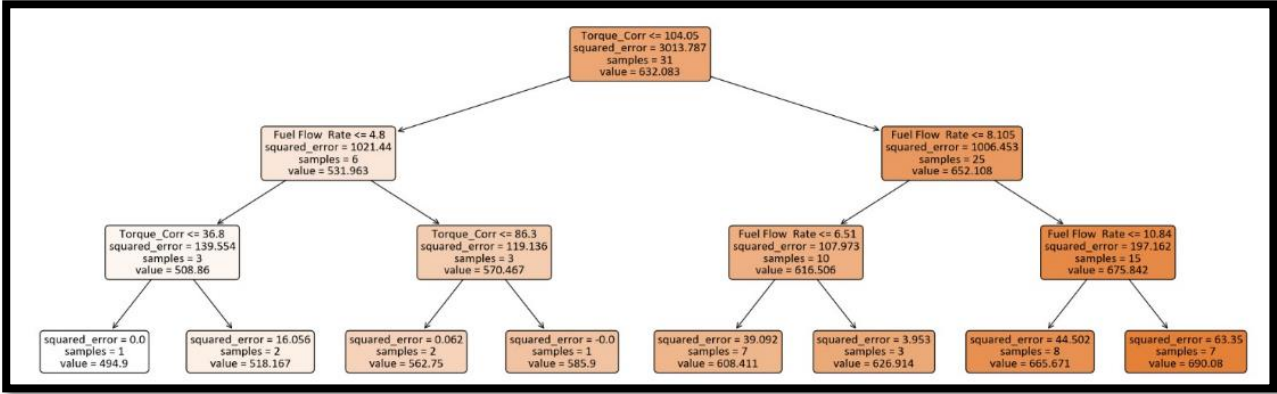 Torque_Corr <= 104.05
squared_error = 3013.787
samples = 31
value = 632.083
Fuel Flow Rate <= 4.8
squared_error = 1021.44
samples = 6
value = 531.963
Fuel Flow Rate <= 8.105
squared_error = 1006.453
samples = 25
value = 652.108
Torque_Corr <= 36.8
squared_error = 139.554
samples = 3
value = 508.86
Torque_Corr <= 86.3
squared_error = 119.136
samples = 3
value = 570.467
Fuel Flow Rate <= 6.51
squared_error = 107.973
samples = 10
value = 616.506
Fuel Flow Rate <= 10.84
squared_error = 197.162
samples = 15
value = 675.842
squared_error = 0.0
samples = 1
value = 494.9
squared_error = 16.056
samples = 2
value = 518.167
squared_error = 0.062
samples = 2
value = 562.75
squared_error = -0.0
samples = 1
value = 585.9
squared_error = 39.092
samples = 7
value = 608.411
squared_error = 3.953
samples = 3
value = 626.914
squared_error = 44.502
samples = 8
value = 665.671
squared_error = 63.35
samples = 7
value = 690.08